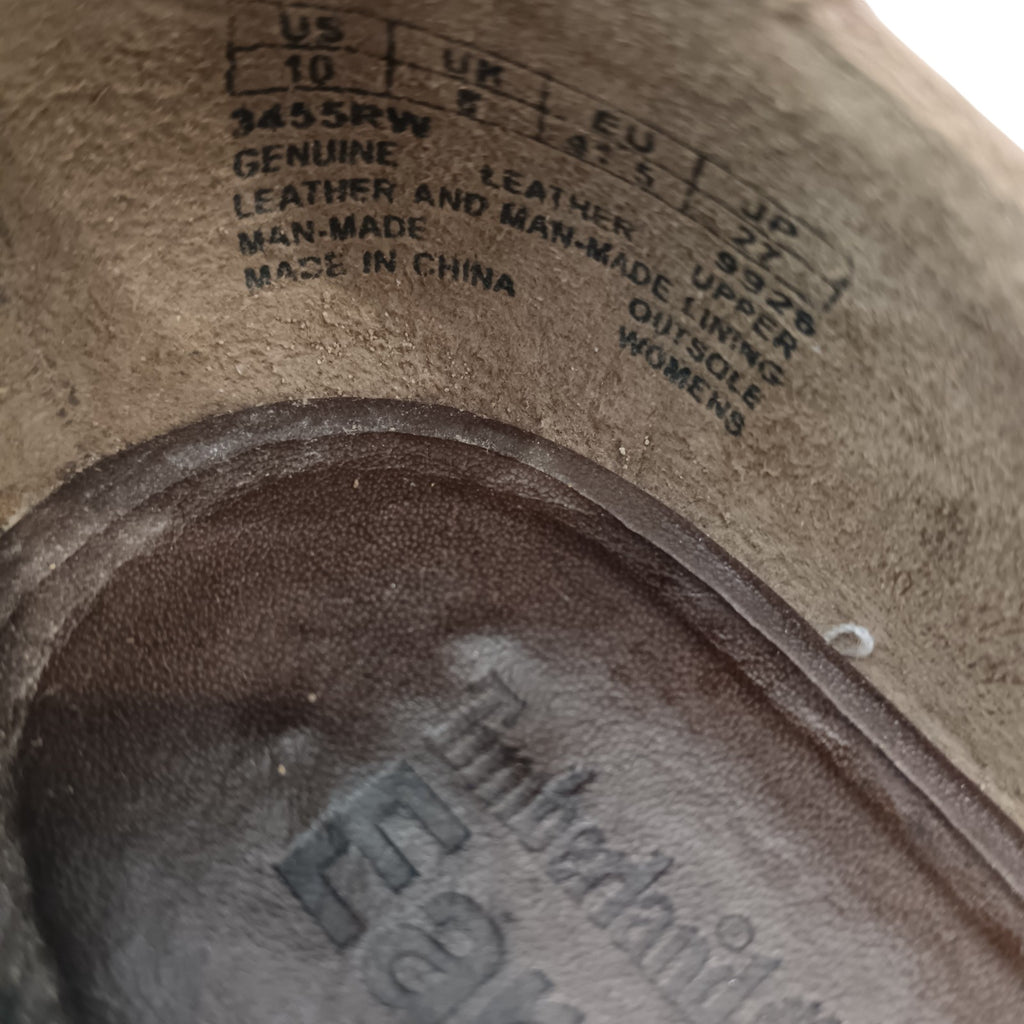 US UK EU JP
10 8 41.5 27
3455RW 9926
GENUINE LEATHER UPPER
LEATHER AND MAN-MADE LINING
MAN-MADE OUTSOLE
MADE IN CHINA WOMENS